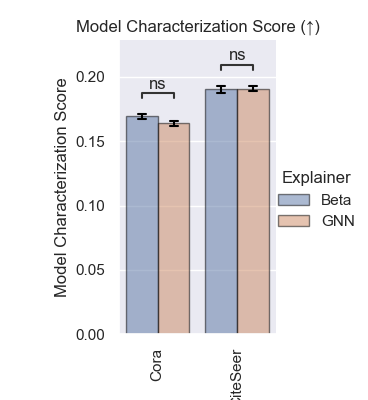 Model Characterization Score (↑)
Model Characterization Score
0.20
0.15
0.10
0.05
0.00
ns
ns
Explainer
Beta
GNN
Cora